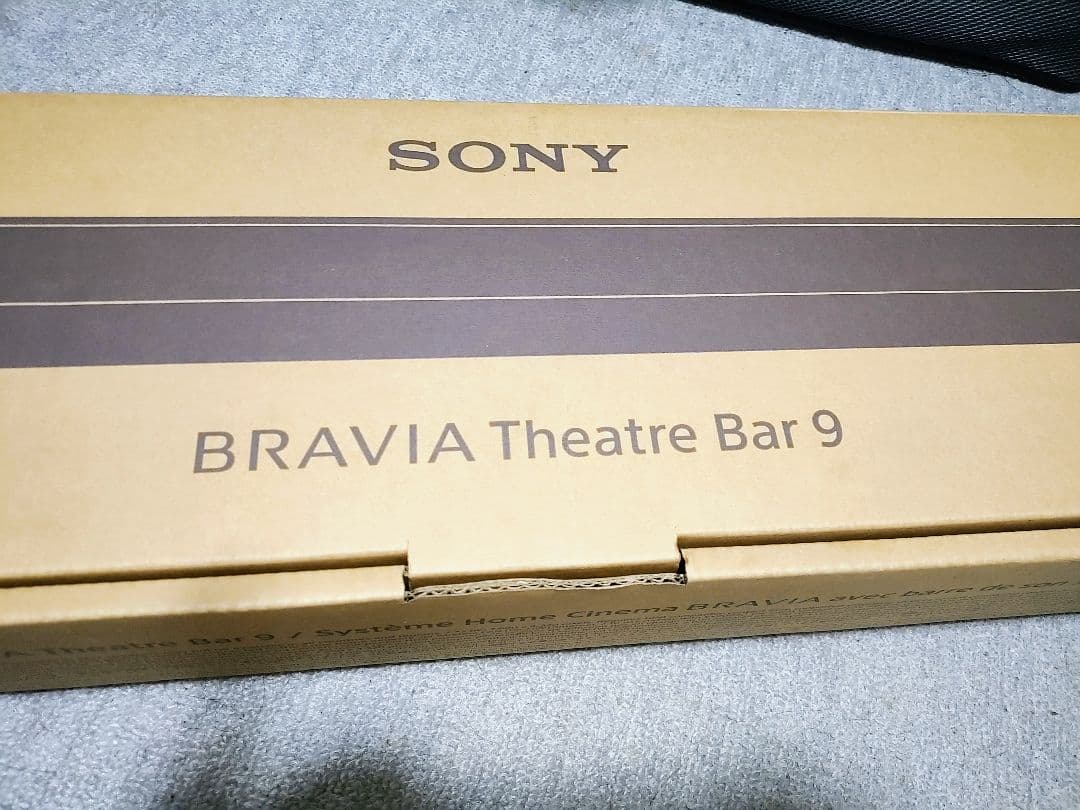 SONY
BRAVIA Theatre Bar 9
A Theatre Bar 9 / Système Home Cinema BRAVIA avec barre de son